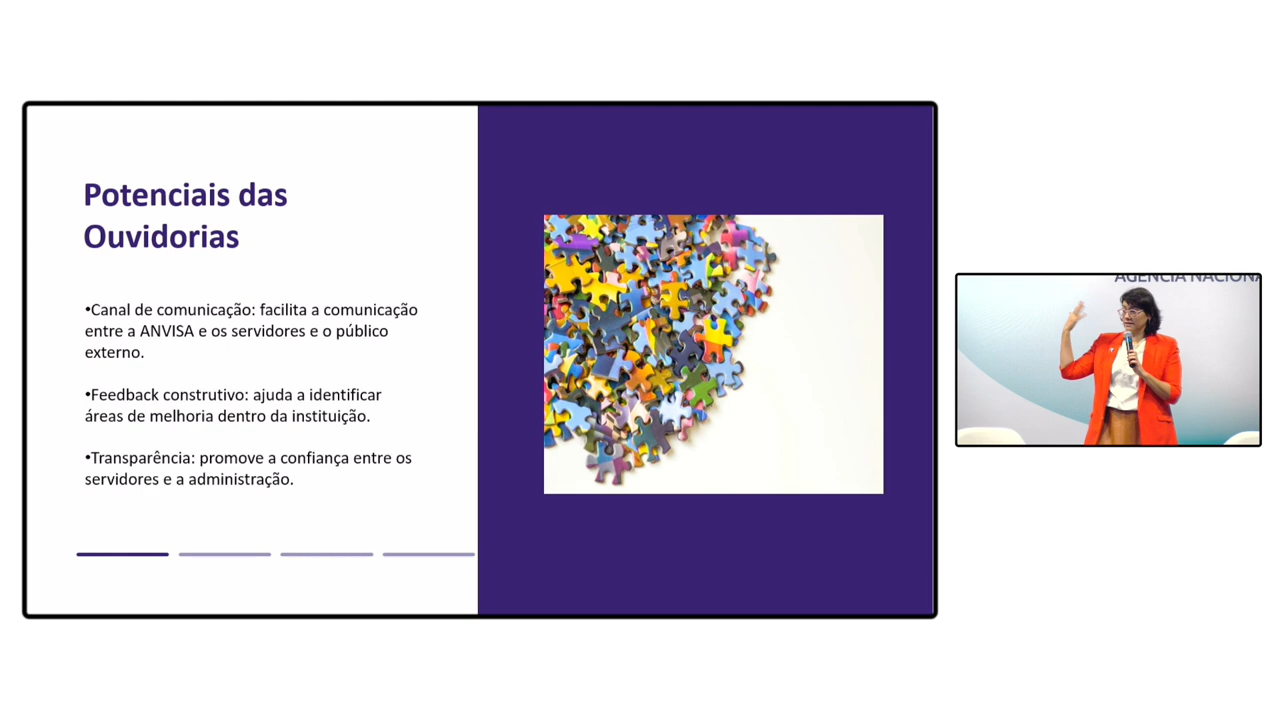 Potenciais das
Ouvidorias
•Canal de comunicação: facilita a comunicação
entre a ANVISA e os servidores e o público
externo.
•Feedback construtivo: ajuda a identificar
áreas de melhoria dentro da instituição.
•Transparência: promove a confiança entre os
servidores e a administração.
AGÊNCIA